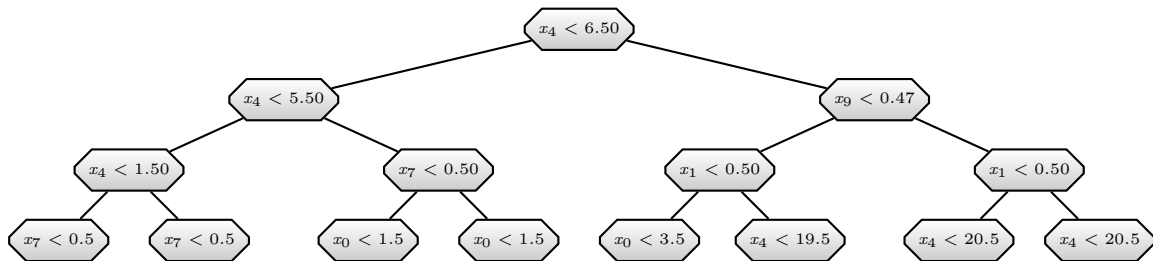 x₄ < 6.50
x₄ < 5.50
x₉ < 0.47
x₄ < 1.50
x₇ < 0.50
x₁ < 0.50
x₁ < 0.50
x₇ < 0.5
x₇ < 0.5
x₀ < 1.5
x₀ < 1.5
x₀ < 3.5
x₄ < 19.5
x₄ < 20.5
x₄ < 20.5